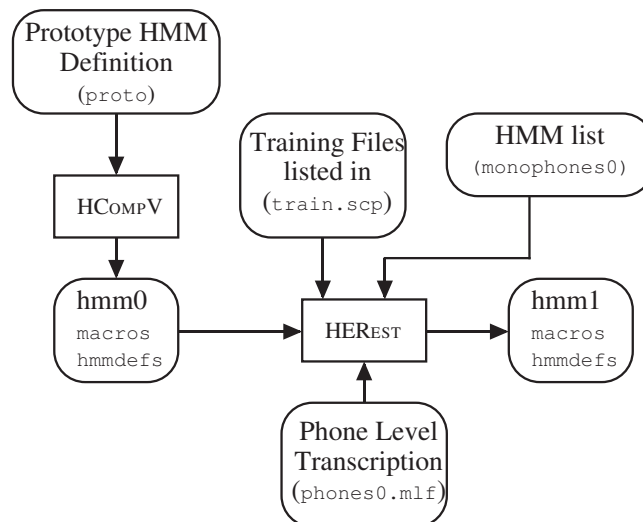 Prototype HMM
Definition
(proto)
Training Files
listed in
(train.scp)
HMM list
(monophones0)
HCOMPV
hmm0
macros
hmmdefs
HEREST
hmm1
macros
hmmdefs
Phone Level
Transcription
(phones0.mlf)